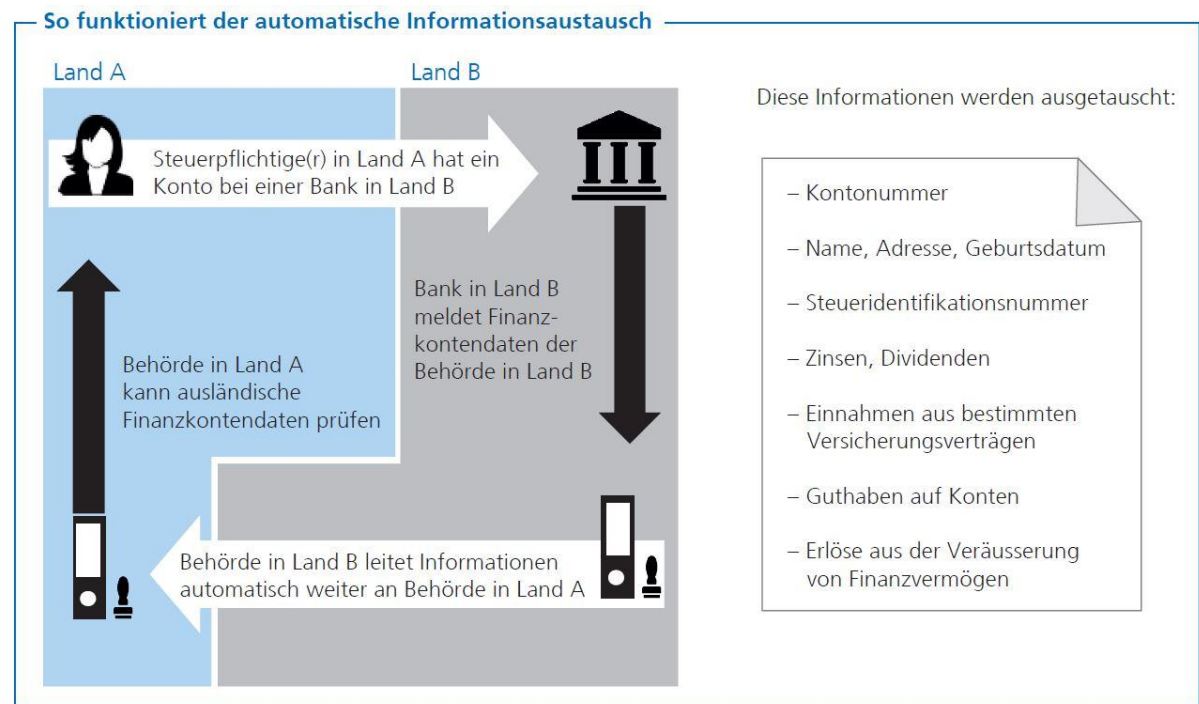 So funktioniert der automatische Informationsaustausch
Land A
Land B
Steuerpflichtige(r) in Land A hat ein
Konto bei einer Bank in Land B
Bank in Land B
meldet Finanz-
kontendaten der
Behörde in Land B
Behörde in Land B leitet Informationen
automatisch weiter an Behörde in Land A
Behörde in Land A
kann ausländische
Finanzkontendaten prüfen
Diese Informationen werden ausgetauscht:
– Kontonummer
– Name, Adresse, Geburtsdatum
– Steueridentifikationsnummer
– Zinsen, Dividenden
– Einnahmen aus bestimmten
Versicherungsverträgen
– Guthaben auf Konten
– Erlöse aus der Veräusserung
von Finanzvermögen